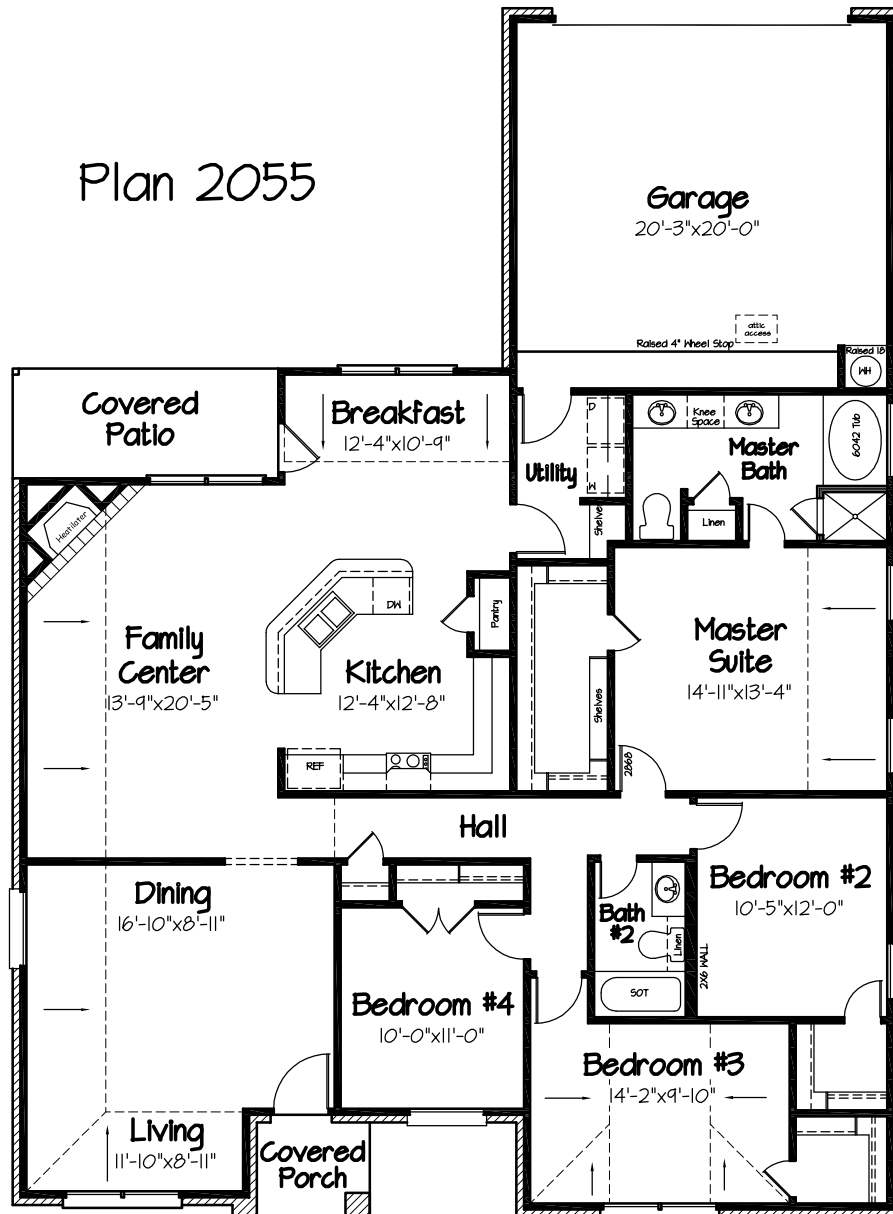 Plan 2055
Garage
20'-3"x20'-0"
attic
access
Raised 4" Wheel Stop
Raised 18
WH
Covered
Patio
Breakfast
12'-4"x10'-9"
D
W
Utility
Shelves
Knee
Space
Master
Bath
6042 Tub
Linen
Heatilator
Family
Center
13'-9"x20'-5"
DW
Pantry
Kitchen
12'-4"x12'-8"
REF
Shelves
Master
Suite
14'-11"x13'-4"
2868
Hall
Dining
16'-10"x8'-11"
Bath
#2
Linen
SOT
2X6 WALL
Bedroom #2
10'-5"x12'-0"
Bedroom #4
10'-0"x11'-0"
Bedroom #3
14'-2"x9'-10"
Living
11'-10"x8'-11"
Covered
Porch